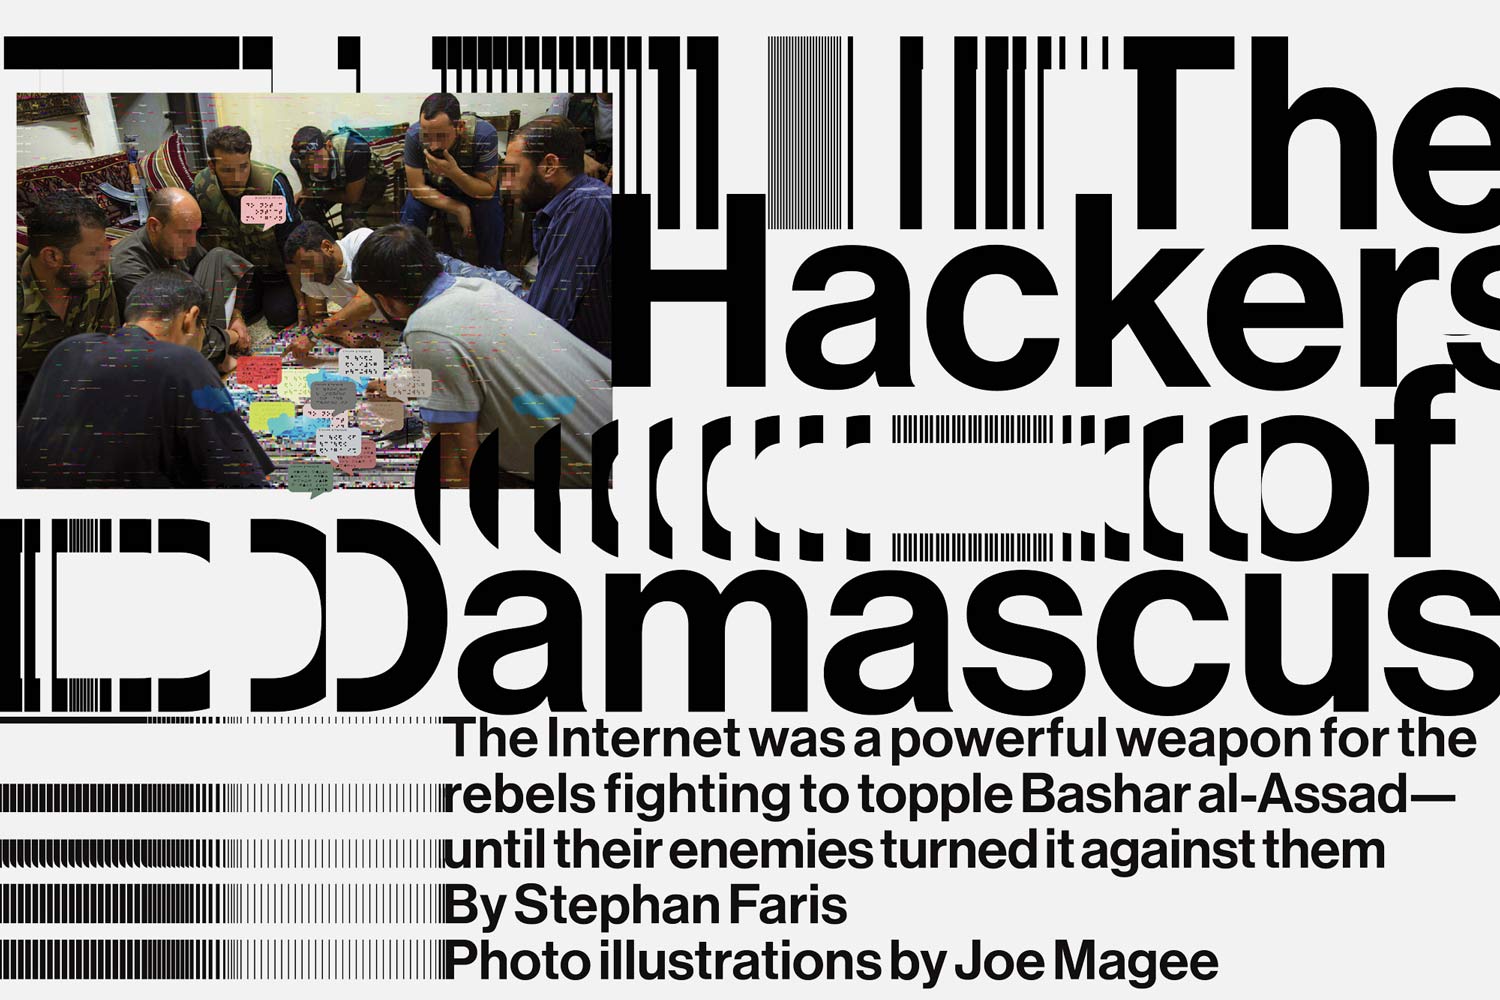 The
Hackers
of
Damascus
The Internet was a powerful weapon for the
rebels fighting to topple Bashar al-Assad—
until their enemies turned it against them
By Stephan Faris
Photo illustrations by Joe Magee